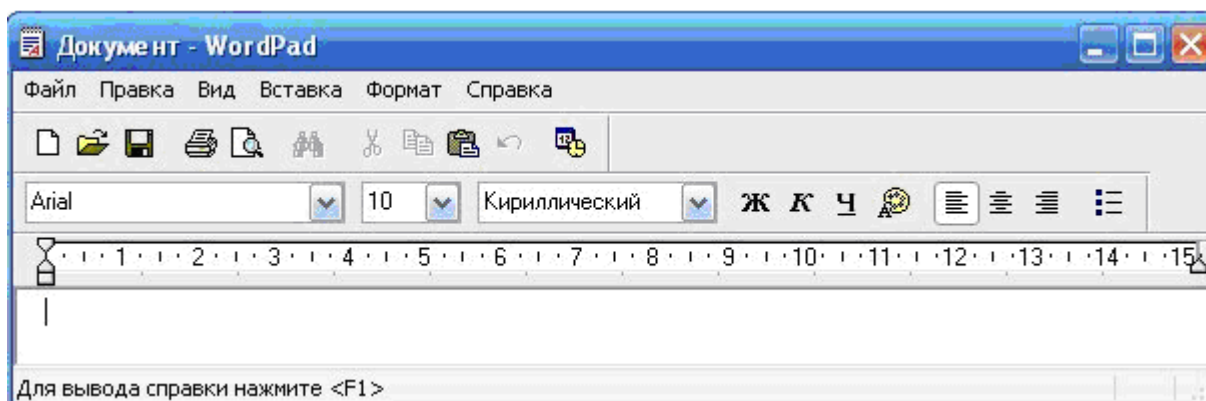 Документ - WordPad
Файл Правка Вид Вставка Формат Справка
12
Arial 10 Кириллический Ж К Ч А
1 2 3 4 5 6 7 8 9 10 11 12 13 14 15
Для вывода справки нажмите <F1>